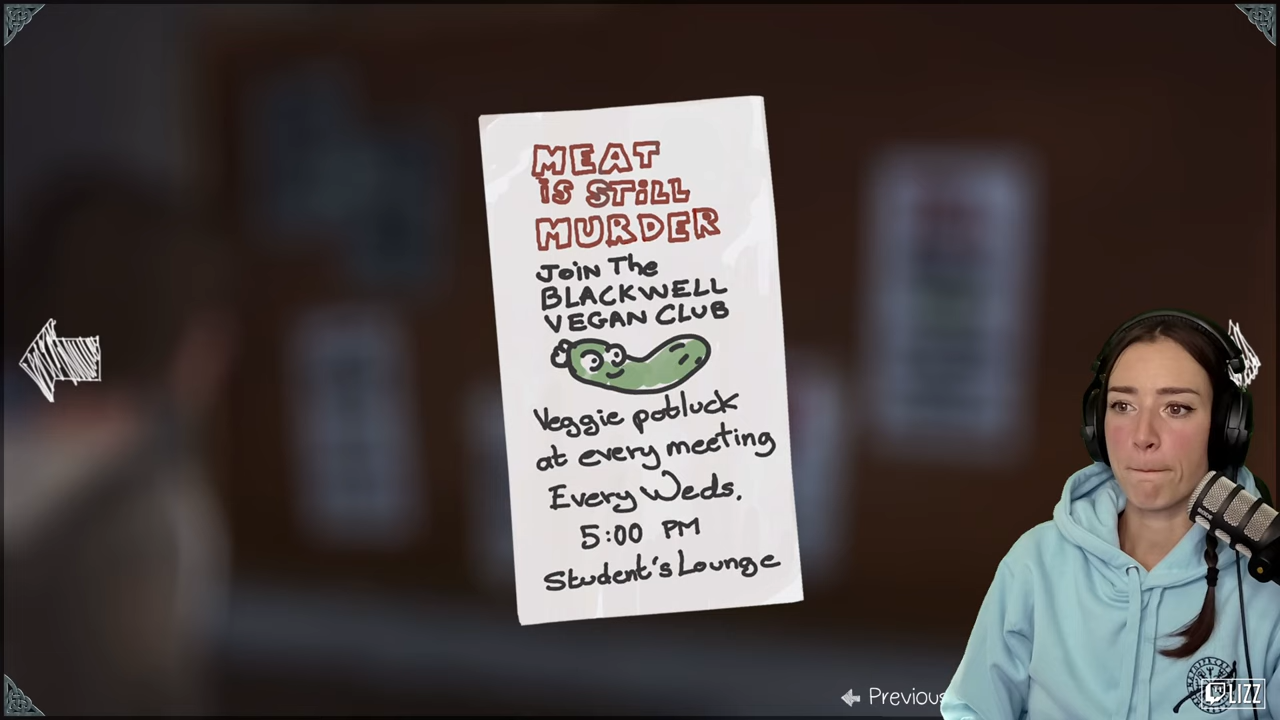 MEAT
iS STiLL
MURDER
Join The
BLACKWELL
VEGAN CLUB
Veggie potluck
at every meeting
Every Weds.
5:00 PM
Student's Lounge
Previous
LIZZ